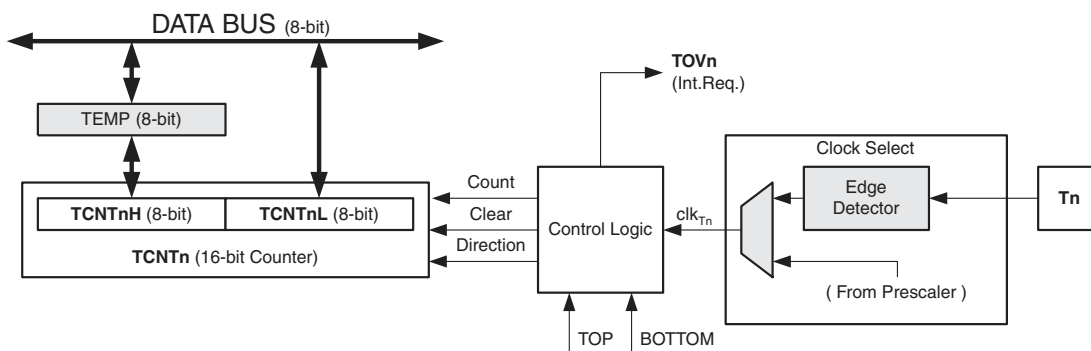 DATA BUS (8-bit)
TEMP (8-bit)
TCNTnH (8-bit)
TCNTnL (8-bit)
TCNTn (16-bit Counter)
Count
Clear
Direction
TOVn
(Int.Req.)
Control Logic
TOP
BOTTOM
clkTn
Clock Select
Edge
Detector
( From Prescaler )
Tn